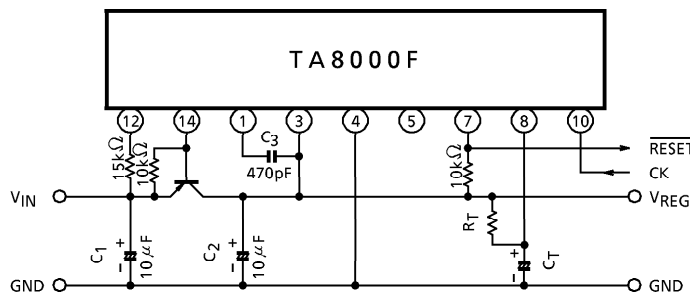 TA8000F
12 14 1 3 4 5 7 8 10
C3
470pF
15kΩ
10kΩ
10kΩ
RESET
CK
VIN
VREG
RT
C1
+
-
10μF
C2
+
-
10μF
+
-
CT
GND
GND